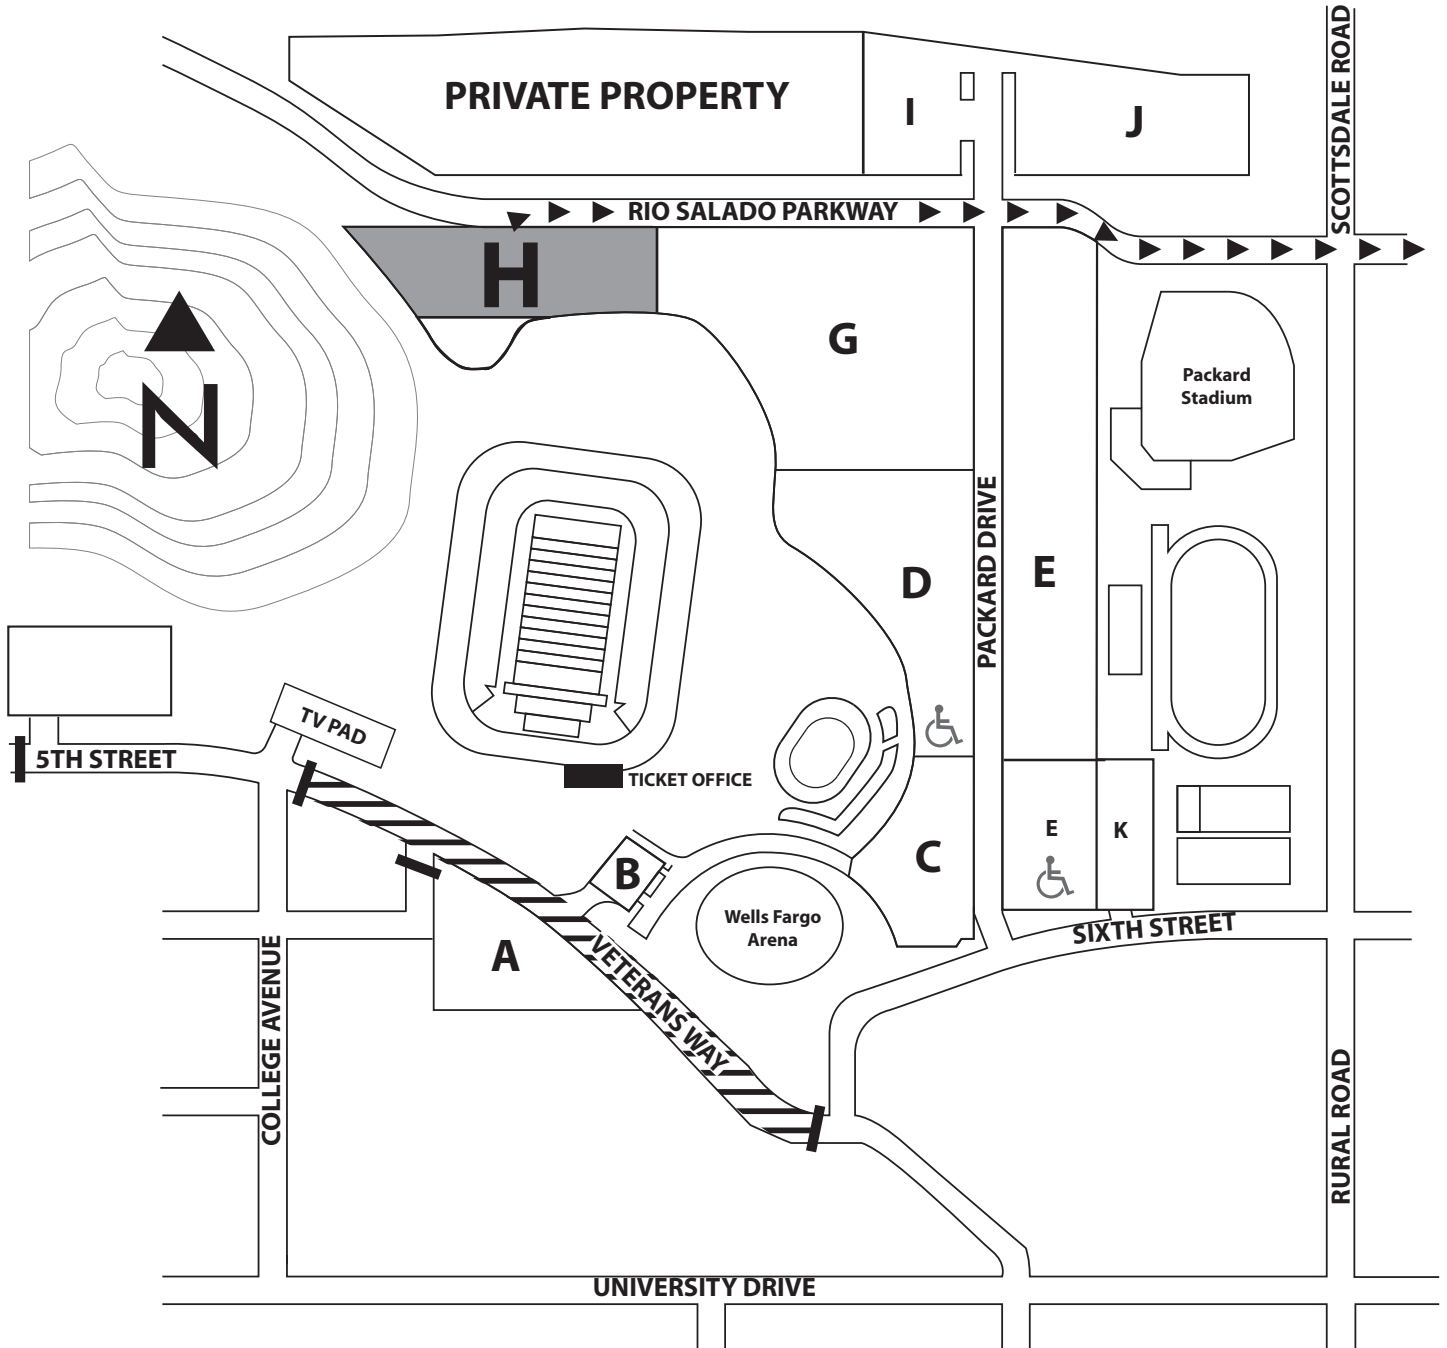 PRIVATE PROPERTY
I
J
SCOTTSDALE ROAD
RIO SALADO PARKWAY
H
G
N
Packard
Stadium
PACKARD DRIVE
D
E
TV PAD
5TH STREET
TICKET OFFICE
E
K
C
B
Wells Fargo
Arena
SIXTH STREET
A
VETERANS WAY
COLLEGE AVENUE
RURAL ROAD
UNIVERSITY DRIVE